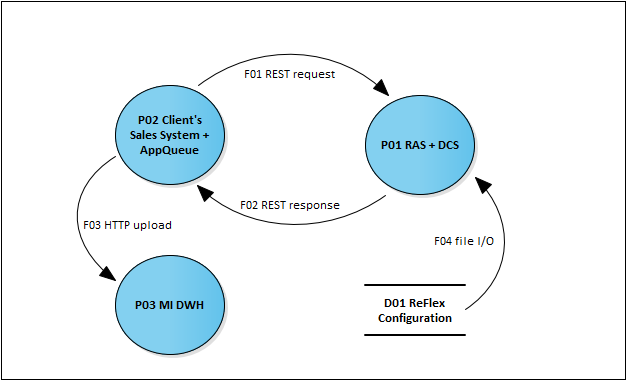 F01 REST request
P02 Client's
Sales System +
AppQueue
P01 RAS + DCS
F02 REST response
F03 HTTP upload
F04 file I/O
P03 MI DWH
D01 ReFlex
Configuration